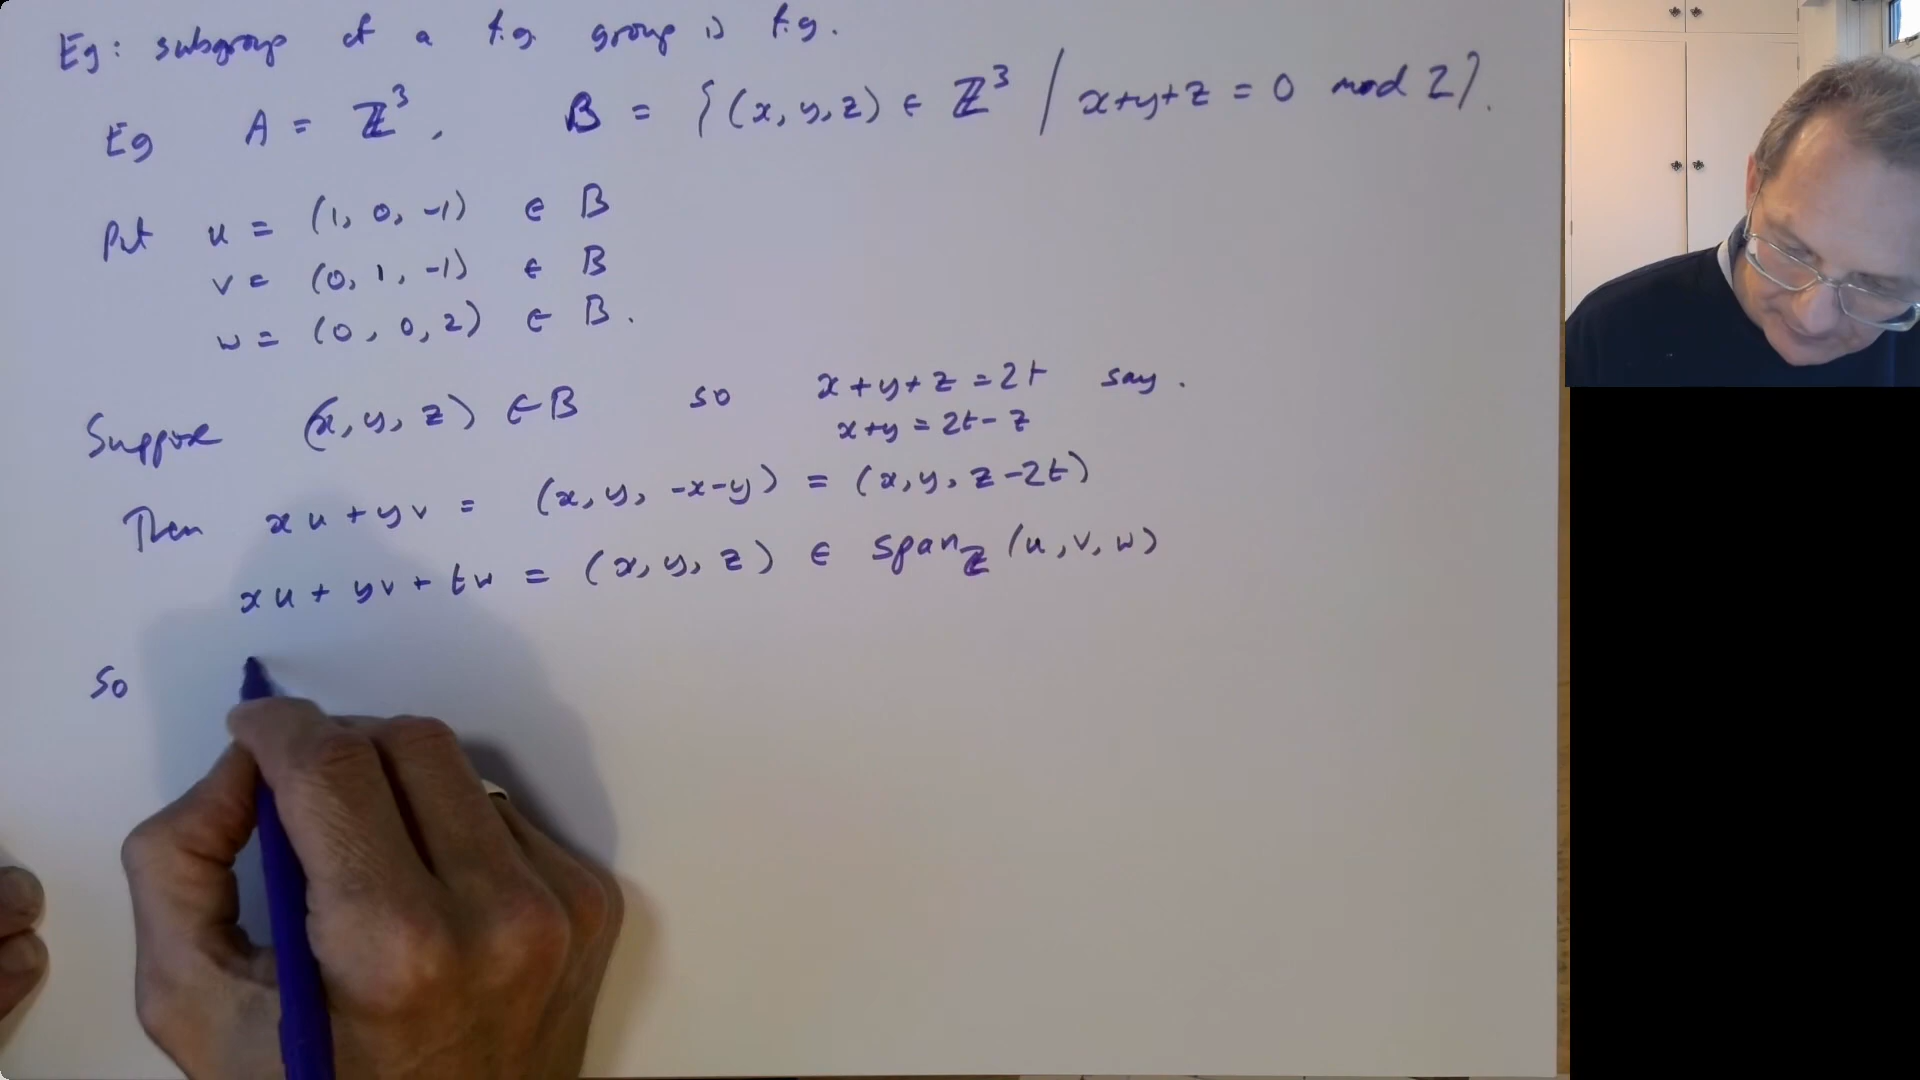 Eg: subgroup of a f.g. group is f.g.
Eg A = ℤ³, B = {(x, y, z) ∈ ℤ³ | x+y+z = 0 mod 2}.
Put u = (1, 0, -1) ∈ B
v = (0, 1, -1) ∈ B
w = (0, 0, 2) ∈ B.
Suppose (x, y, z) ∈ B so x+y+z = 2t say.
x+y = 2t-z
Then xu + yv = (x, y, -x-y) = (x, y, z-2t)
xu + yv + tw = (x, y, z) ∈ span_ℤ (u, v, w)
So